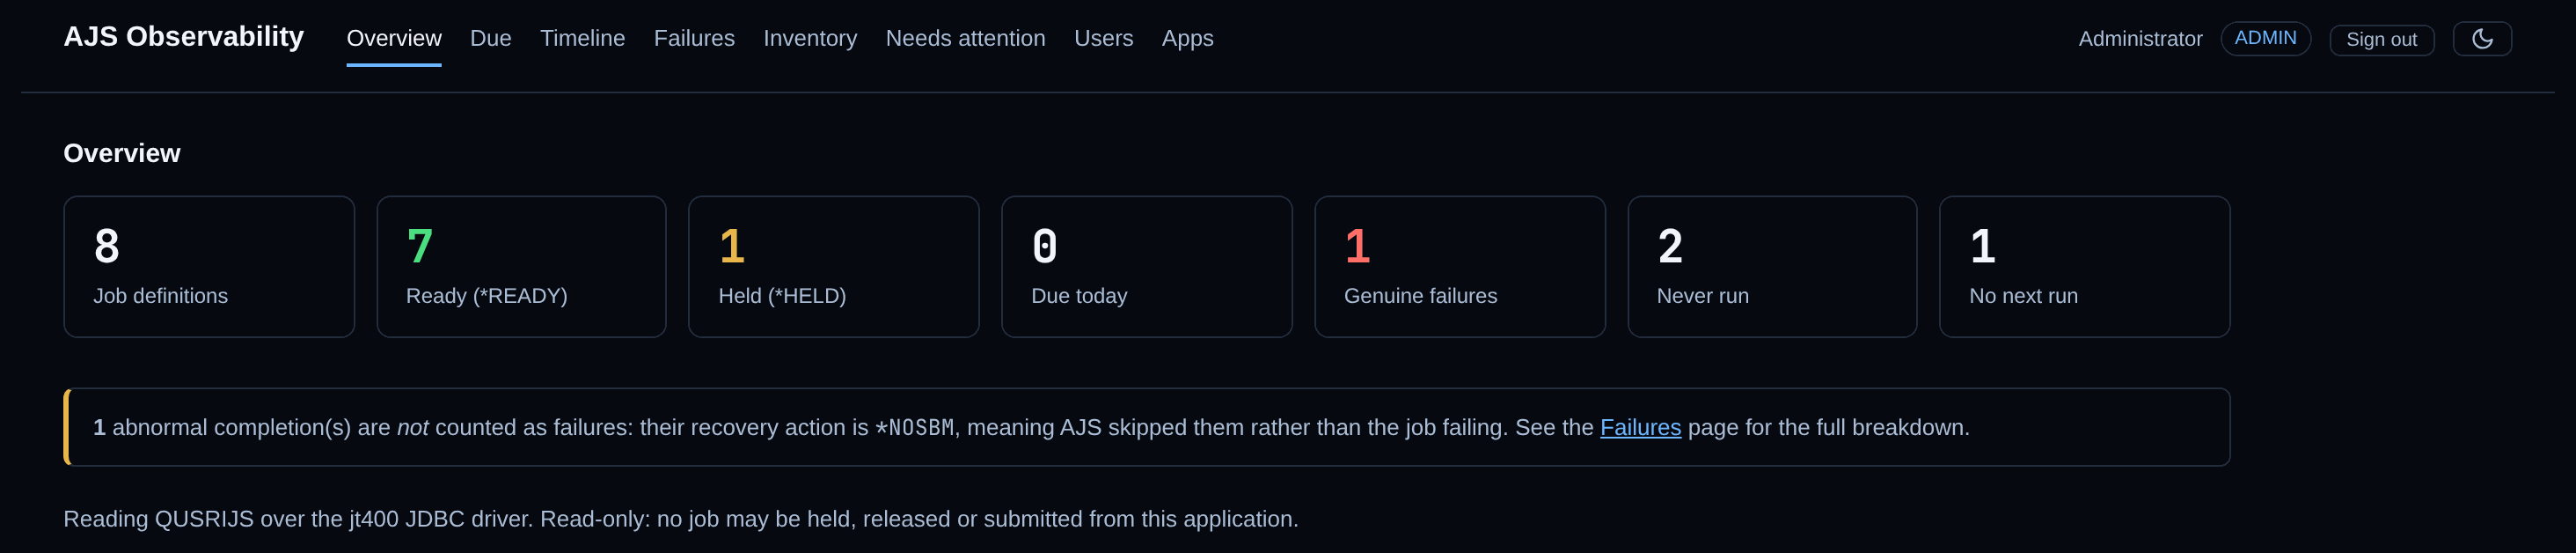 AJS Observability Overview Due Timeline Failures Inventory Needs attention Users Apps Administrator ADMIN Sign out
Overview
8 7 1 0 1 2 1
Job definitions Ready (*READY) Held (*HELD) Due today Genuine failures Never run No next run
1 abnormal completion(s) are not counted as failures: their recovery action is *NOSBM, meaning AJS skipped them rather than the job failing. See the Failures page for the full breakdown.
Reading QUSRIJS over the jt400 JDBC driver. Read-only: no job may be held, released or submitted from this application.